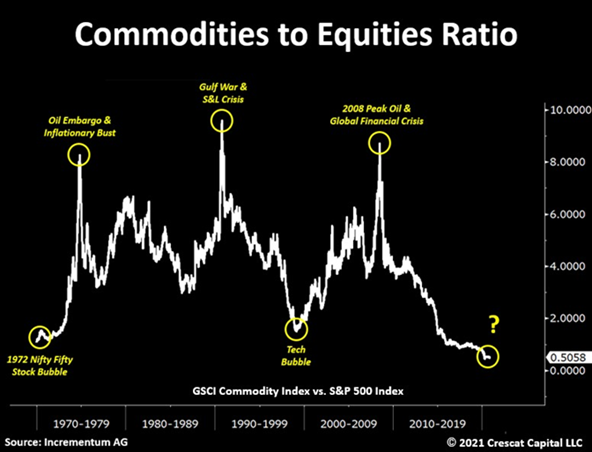 Commodities to Equities Ratio
Gulf War &
S&L Crisis
Oil Embargo &
Inflationary Bust
2008 Peak Oil &
Global Financial Crisis
10.0000
8.0000
6.0000
4.0000
2.0000
?
0.5058
0.0000
1972 Nifty Fifty
Stock Bubble
Tech
Bubble
GSCI Commodity Index vs. S&P 500 Index
1970-1979 1980-1989 1990-1999 2000-2009 2010-2019
Source: Incrementum AG
© 2021 Crescat Capital LLC